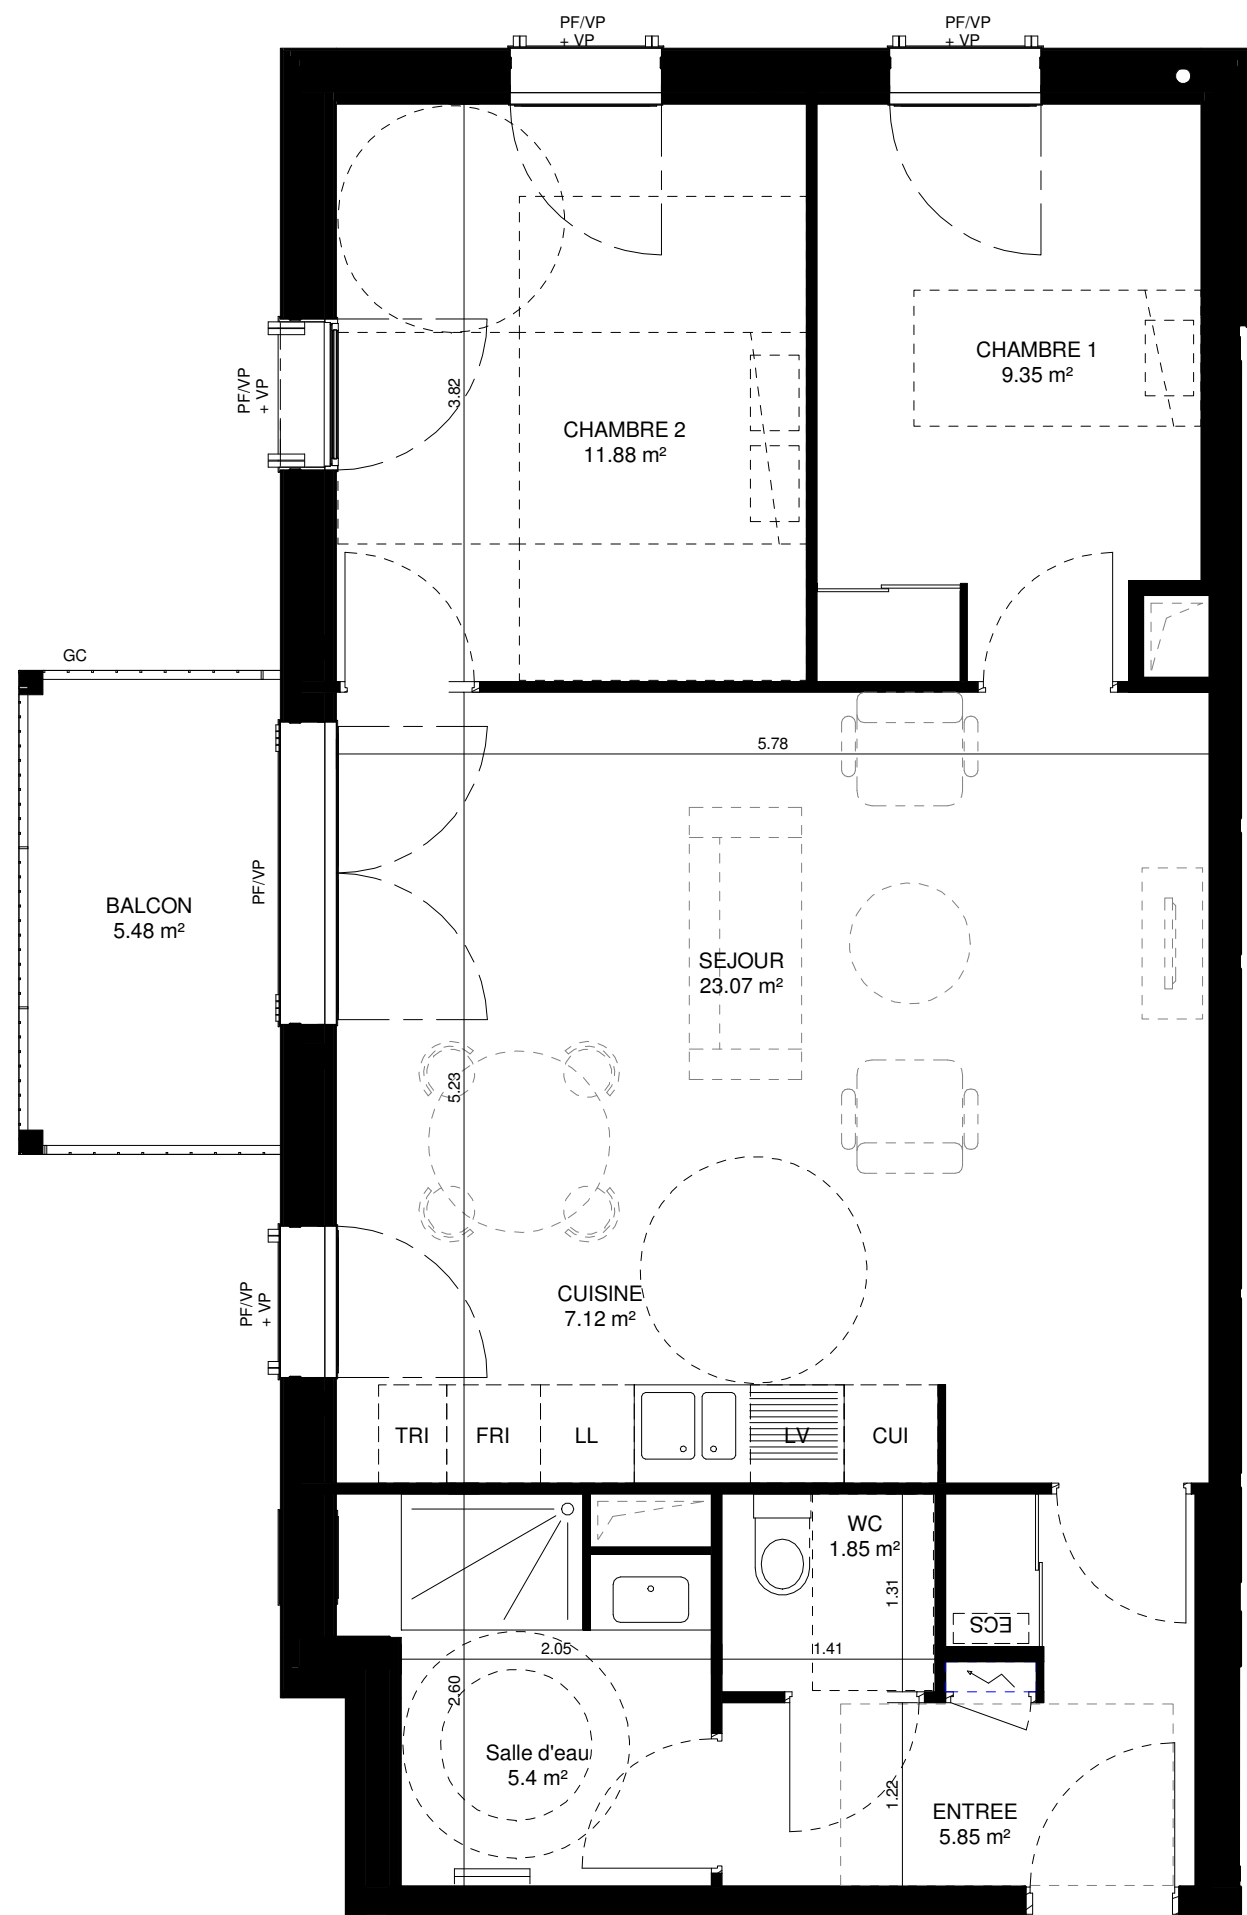 PF/VP
+ VP
PF/VP
+ VP
CHAMBRE 1
9.35 m²
PF/VP
+ VP
3.82
CHAMBRE 2
11.88 m²
GC
5.78
PF/VP
BALCON
5.48 m²
SEJOUR
23.07 m²
5.23
PF/VP
+ VP
CUISINE
7.12 m²
TRI
FRI
LL
LV
CUI
WC
1.85 m²
1.31
ECS
2.05
1.41
2.60
Salle d'eau
5.4 m²
1.22
ENTREE
5.85 m²